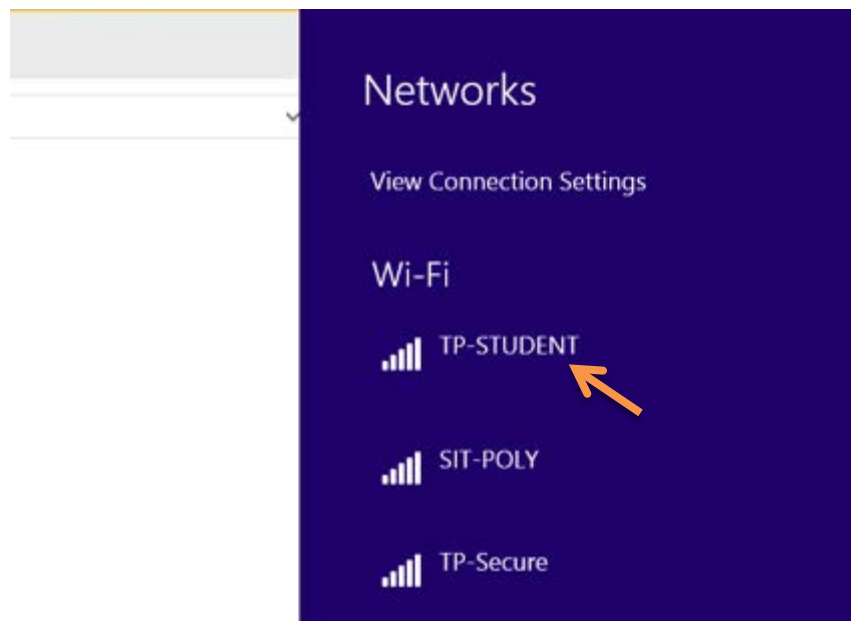 Networks
View Connection Settings
Wi-Fi
TP-STUDENT
SIT-POLY
TP-Secure